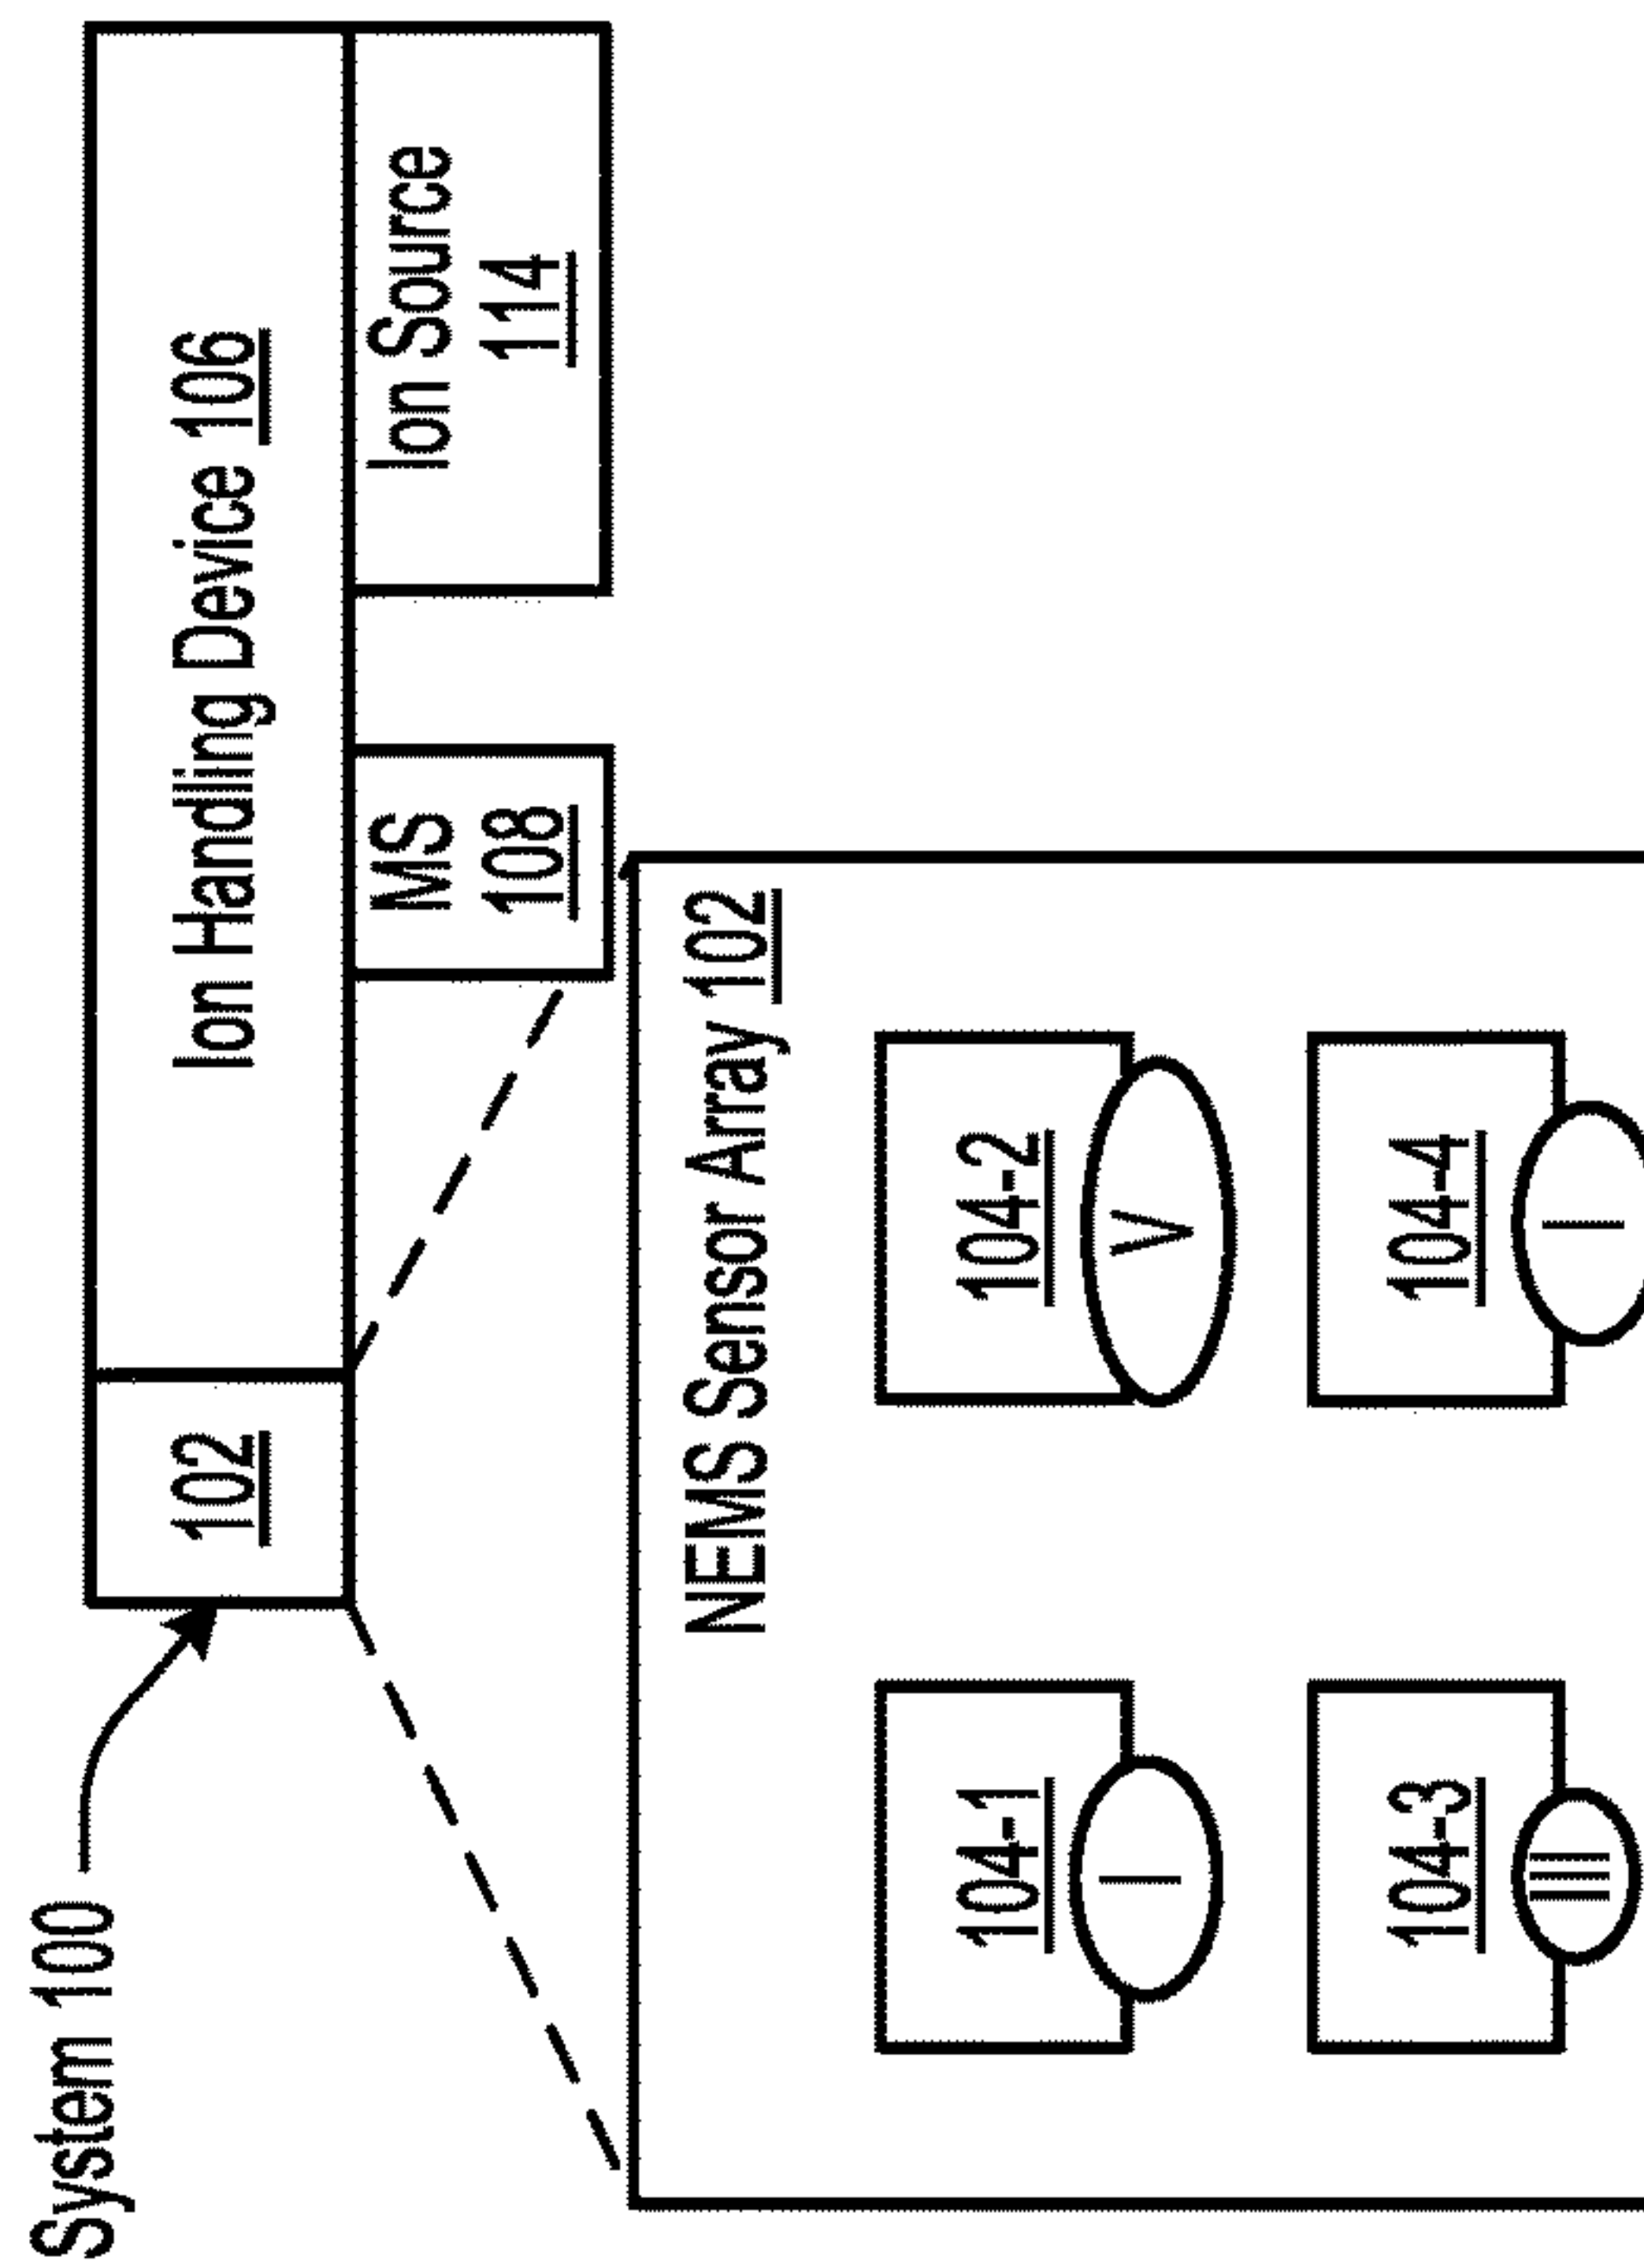 System 100
102
Ion Handling Device 106
MS
108
Ion Source
114
NEMS Sensor Array 102
104-1
I
104-2
V
104-3
III
104-4
I